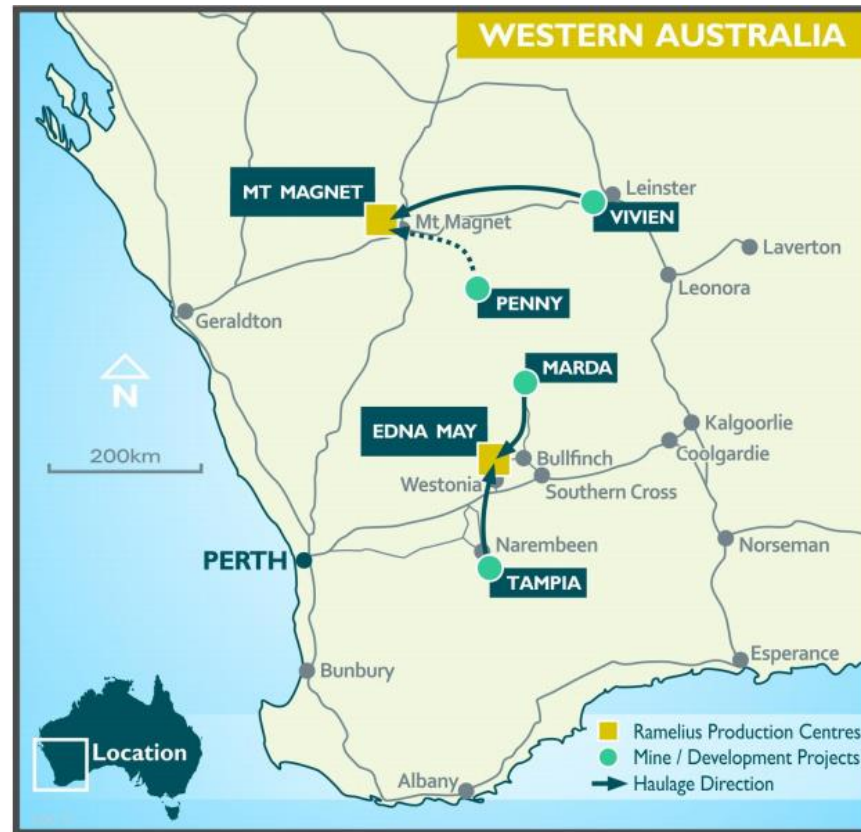 WESTERN AUSTRALIA
MT MAGNET
Leinster
VIVIEN
Mt Magnet
Laverton
Leonora
PENNY
Geraldton
MARDA
N
EDNA MAY
Kalgoorlie
200km
Bullfinch
Coolgardie
Westonia
Southern Cross
PERTH
Narembeen
Norseman
TAMPIA
Esperance
Bunbury
Location
Ramelius Production Centres
Mine / Development Projects
Haulage Direction
Albany